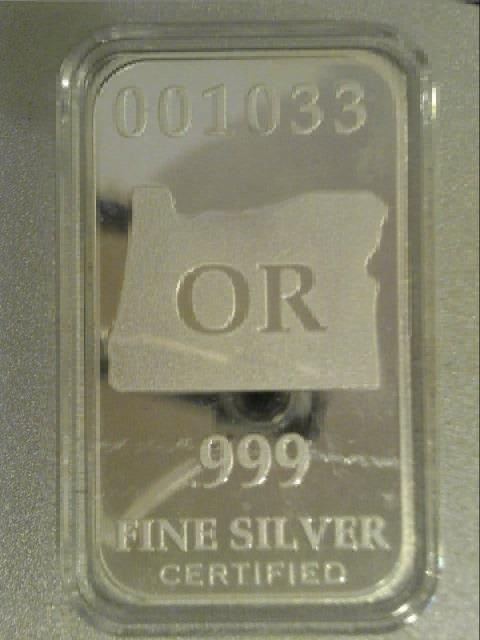 001033
OR
.999
FINE SILVER
CERTIFIED